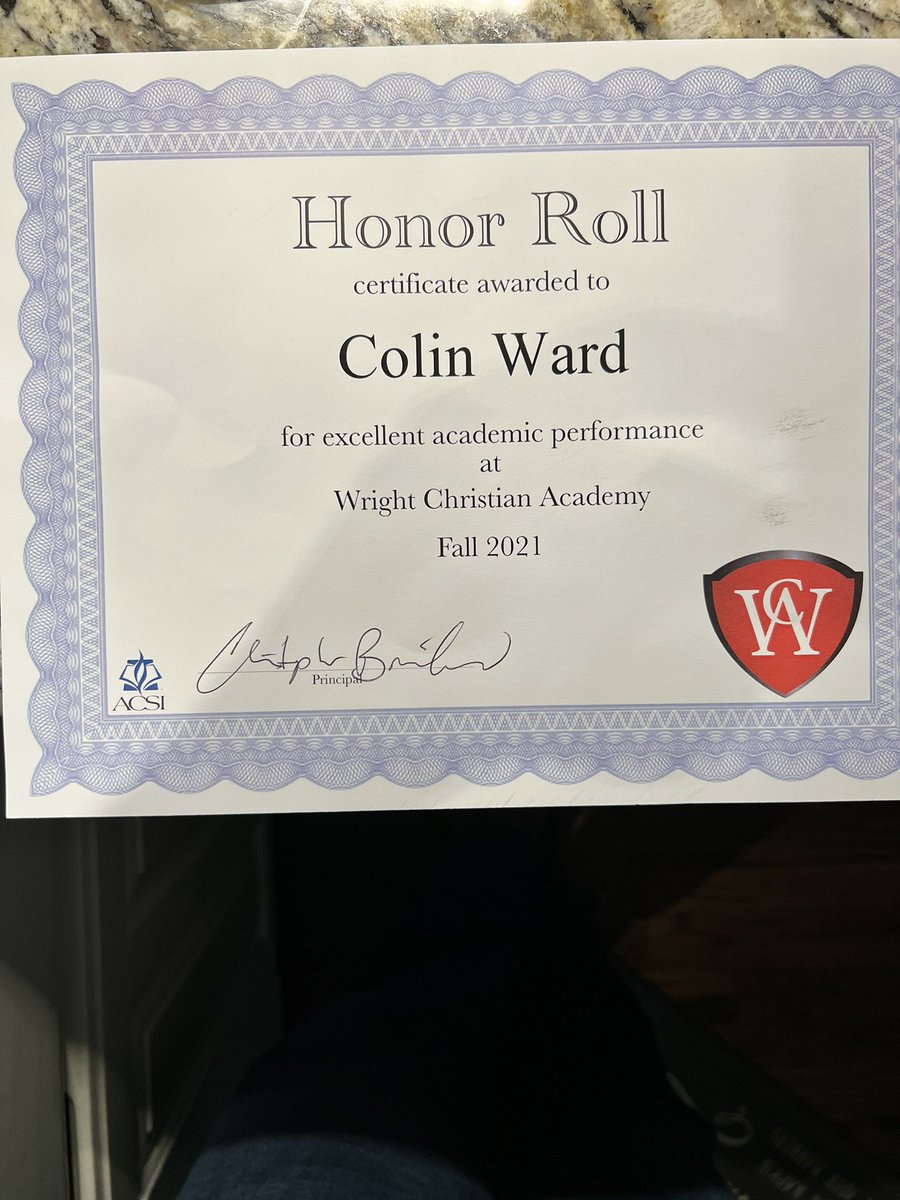 Honor Roll
certificate awarded to
Colin Ward
for excellent academic performance
at
Wright Christian Academy
Fall 2021
Principal
ACSI
WCA